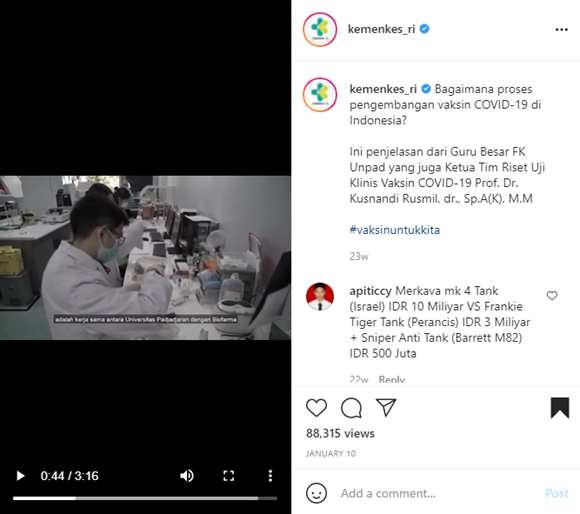 kemenkes_ri
kemenkes_ri Bagaimana proses
pengembangan vaksin COVID-19 di
Indonesia?
Ini penjelasan dari Guru Besar FK
Unpad yang juga Ketua Tim Riset Uji
Klinis Vaksin COVID-19 Prof. Dr.
Kusnandi Rusmil, dr., Sp.A(K), M.M
#vaksinuntukkita
23w
apiticcy Merkava mk 4 Tank
(Israel) IDR 10 Miliyar VS Frankie
Tiger Tank (Perancis) IDR 3 Miliyar
+ Sniper Anti Tank (Barrett M82)
IDR 500 Juta
22w Reply
adalah kerja sama antara Universitas Padjadjaran dengan Biofarma
0:44 / 3:16
88,315 views
JANUARY 10
Add a comment...
Post